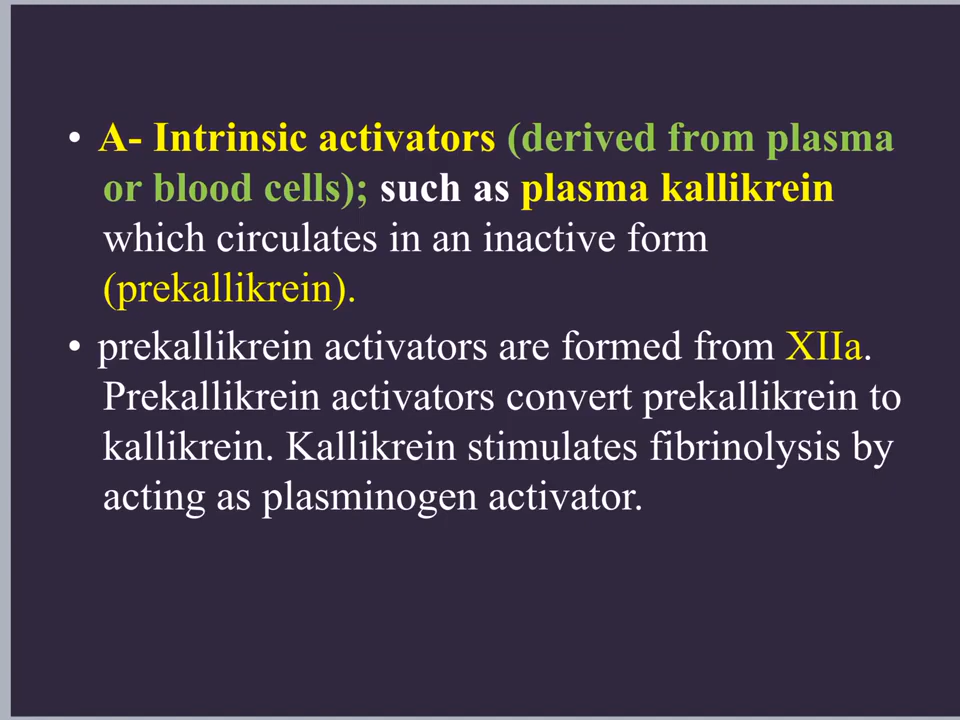 • A- Intrinsic activators (derived from plasma
or blood cells); such as plasma kallikrein
which circulates in an inactive form
(prekallikrein).
• prekallikrein activators are formed from XIIa.
Prekallikrein activators convert prekallikrein to
kallikrein. Kallikrein stimulates fibrinolysis by
acting as plasminogen activator.